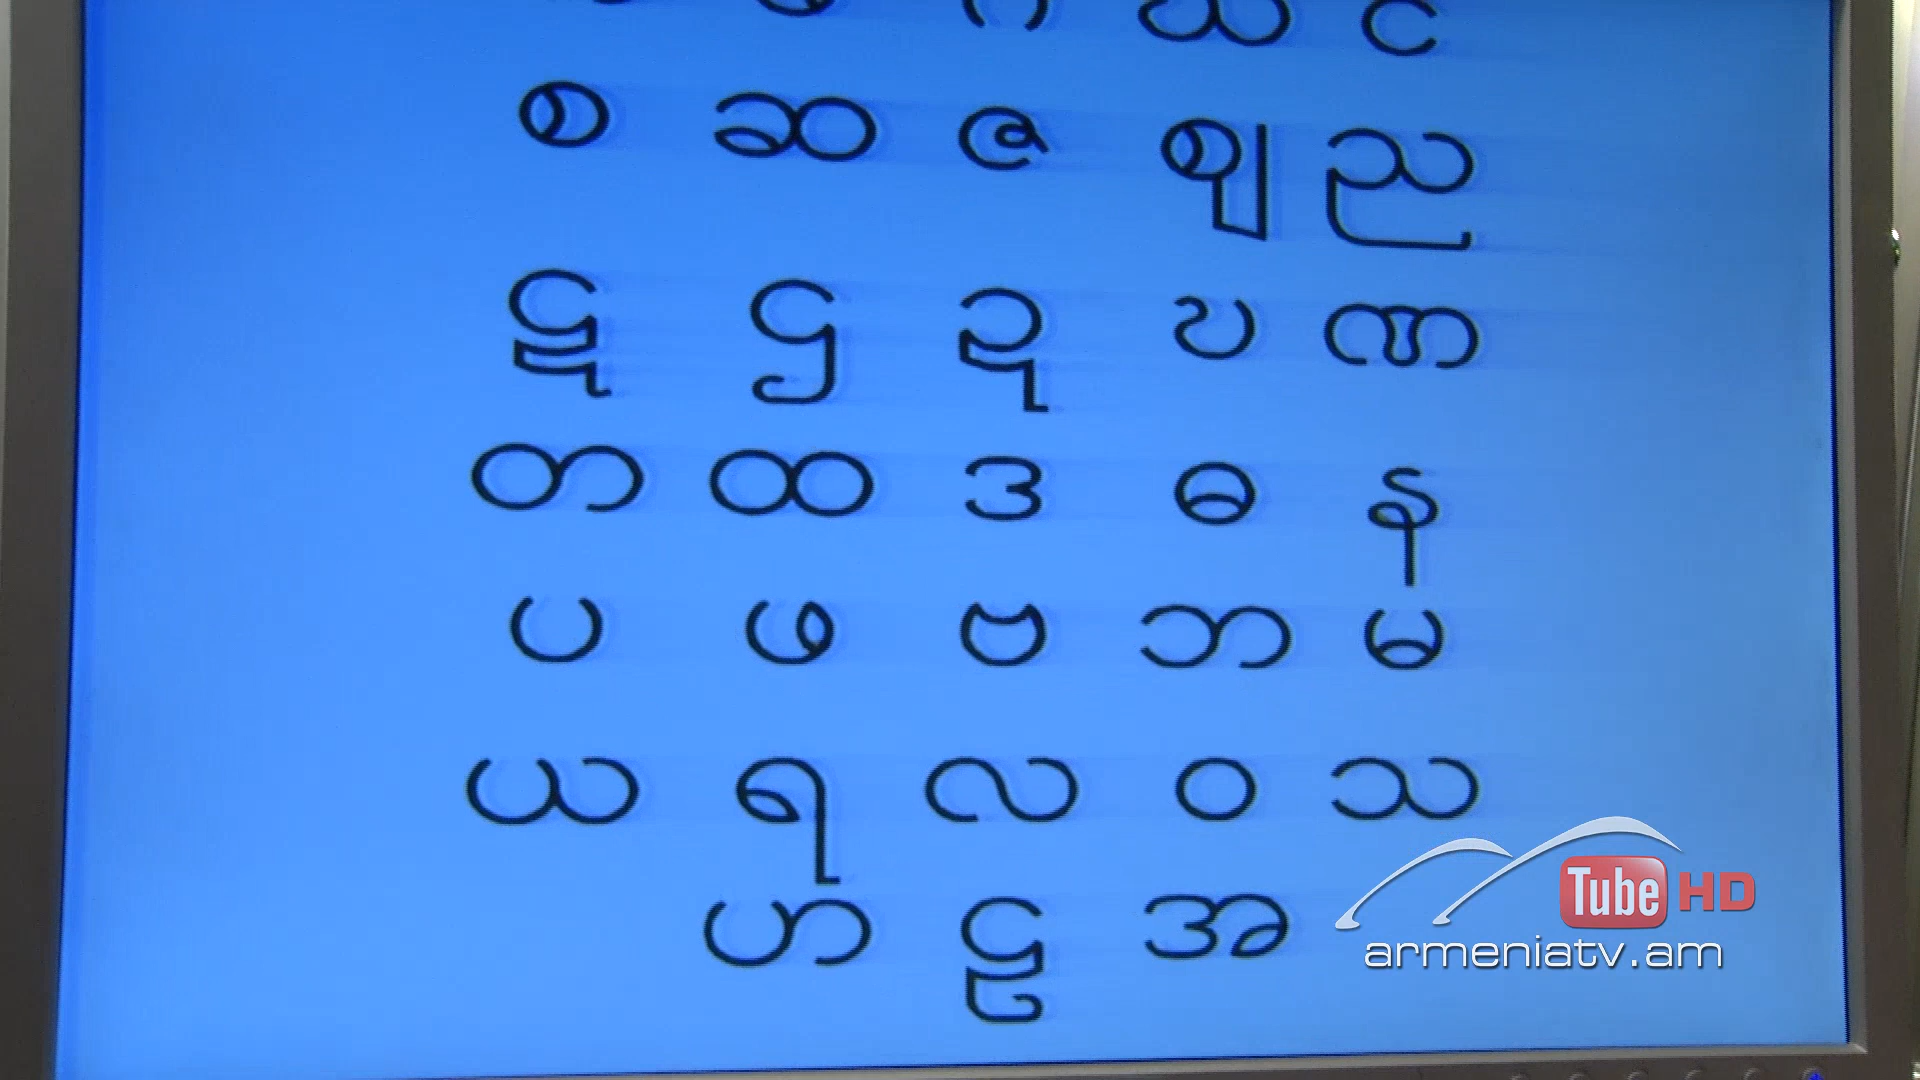 စ ဆ ဇ ဈ ည
ဋ ဌ ဍ ဎ ဏ
တ ထ ဒ ဓ န
ပ ဖ ဗ ဘ မ
ယ ရ လ ဝ သ
ဟ ဠ အ
Tube HD
armeniatv.am